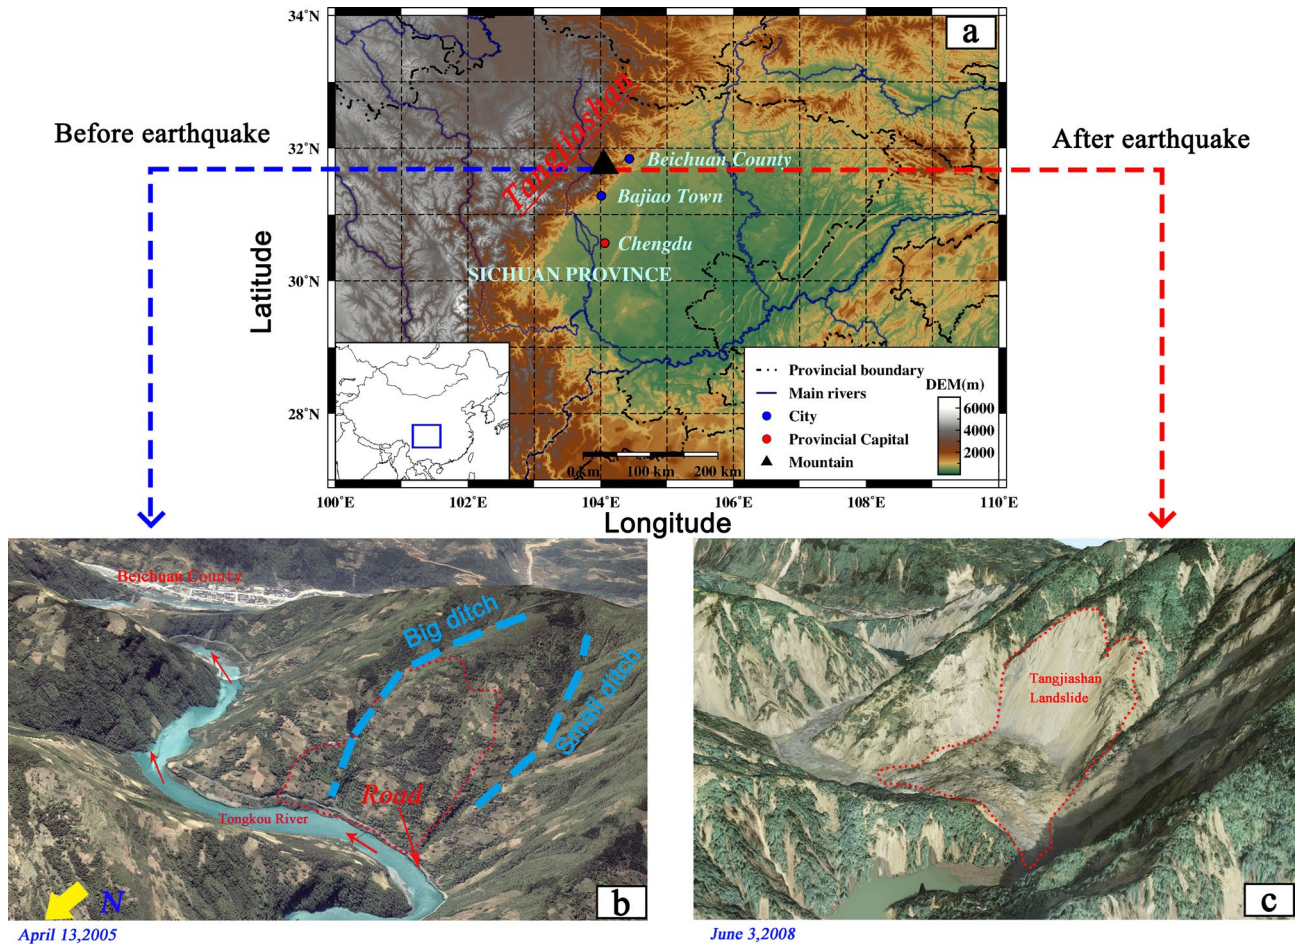 a
34°N
32°N
30°N
28°N
Latitude
Before earthquake
After earthquake
Tangjiashan
Beichuan County
Bajiao Town
Chengdu
SICHUAN PROVINCE
Provincial boundary
Main rivers
City
Provincial Capital
Mountain
DEM(m)
6000
4000
2000
0 km 100 km 200 km
100°E 102°E 104°E 106°E 108°E 110°E
Longitude
Beichuan County
Big ditch
Small ditch
Road
Tongkou River
N
b
April 13,2005
Tangjiashan
Landslide
c
June 3,2008